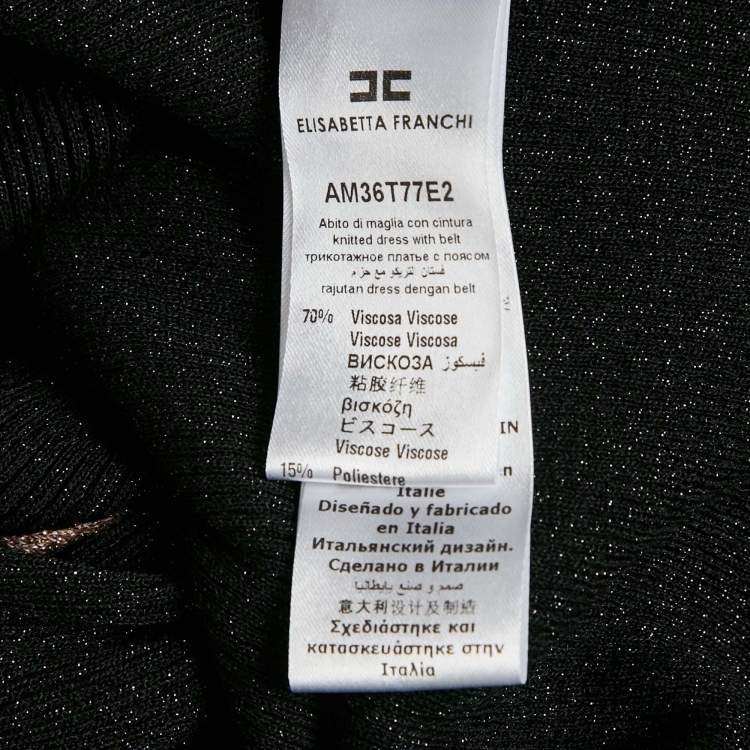 ELISABETTA FRANCHI
AM36T77E2
Abito di maglia con cintura
knitted dress with belt
трикотажное платье с поясом
فستان التريكو مع حزام
rajutan dress dengan belt
70% Viscosa Viscose
Viscose Viscosa
ВИСКОЗА فيسكوز
粘胶纤维
βισκόζη
ビスコース
Viscose Viscose
15% Poliestere
IN
n
Italie
Diseñado y fabricado
en Italia
Итальянский дизайн.
Сделано в Италии
صمم و صنع بإيطاليا
意大利设计及制造
Σχεδιάστηκε και
κατασκευάστηκε στην
Ιταλία